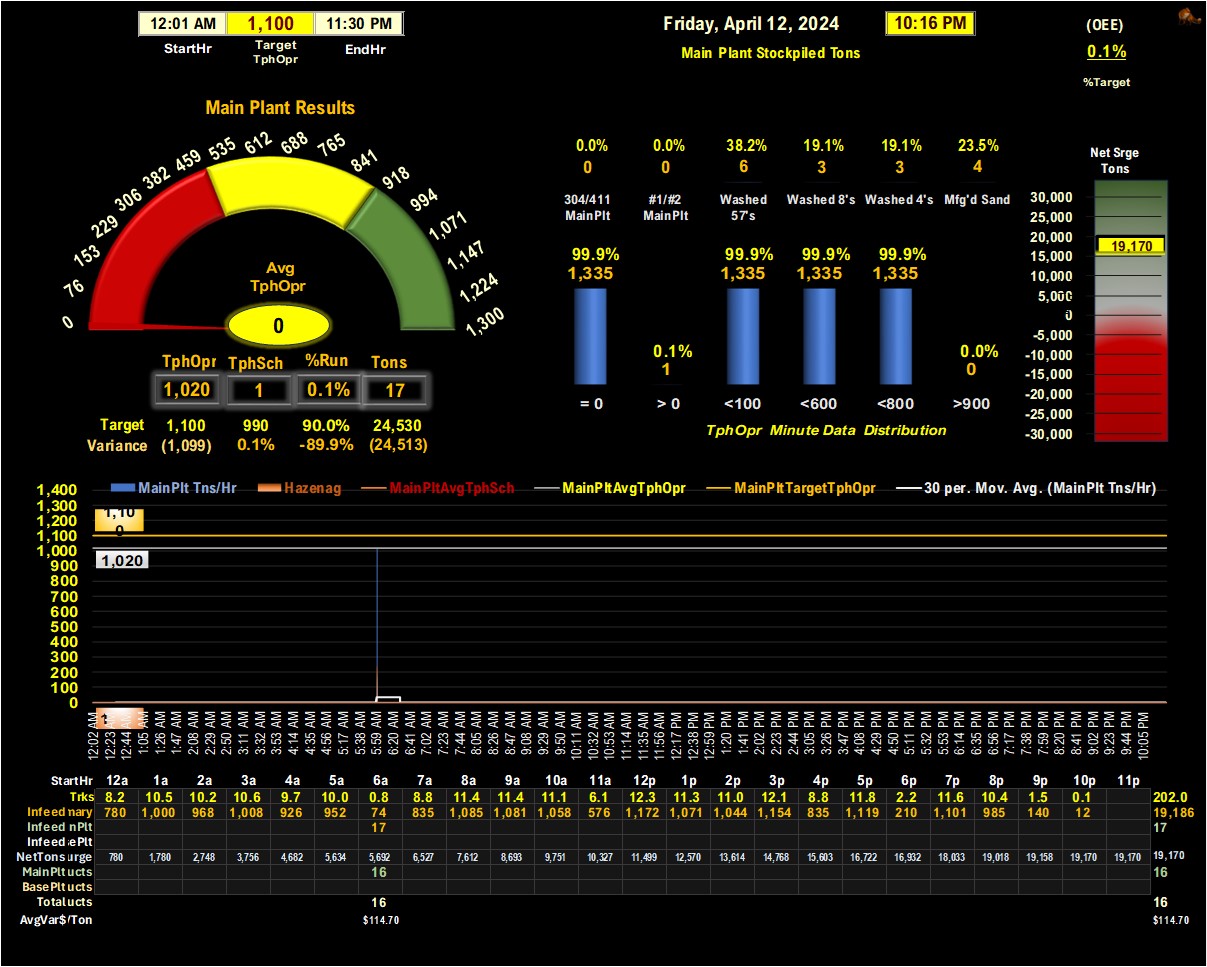 12:01 AM 1,100 11:30 PM
StartHr Target TphOpr EndHr
Friday, April 12, 2024 10:16 PM
Main Plant Stockpiled Tons
(OEE)
0.1%
%Target
Main Plant Results
0 76 153 229 306 382 459 535 612 688 765 841 918 994 1,071 1,147 1,224 1,300
Avg
TphOpr
0
TphOpr TphSch %Run Tons
1,020 1 0.1% 17
Target 1,100 990 90.0% 24,530
Variance (1,099) 0.1% -89.9% (24,513)
0.0% 0.0% 38.2% 19.1% 19.1% 23.5%
0 0 6 3 3 4
304/411 MainPlt #1/#2 MainPlt Washed 57's Washed 8's Washed 4's Mfg'd Sand
99.9% 99.9% 99.9% 99.9%
1,335 1,335 1,335 1,335
0.1% 0.0%
1 0
= 0 > 0 <100 <600 <800 >900
TphOpr Minute Data Distribution
Net Srge
Tons
30,000
25,000
20,000
19,170
15,000
10,000
5,000
0
-5,000
-10,000
-15,000
-20,000
-25,000
-30,000
MainPlt Tns/Hr Hazenag MainPltAvgTphSch MainPltAvgTphOpr MainPltTargetTphOpr 30 per. Mov. Avg. (MainPlt Tns/Hr)
1,400
1,300
1,200
1,100
1,000
900
800
700
600
500
400
300
200
100
0
1,10
0
1,020
12:02 AM 12:23 AM 12:44 AM 1:05 AM 1:26 AM 1:47 AM 2:08 AM 2:29 AM 2:50 AM 3:11 AM 3:32 AM 3:53 AM 4:14 AM 4:35 AM 4:56 AM 5:17 AM 5:38 AM 5:59 AM 6:20 AM 6:41 AM 7:02 AM 7:23 AM 7:44 AM 8:05 AM 8:26 AM 8:47 AM 9:08 AM 9:29 AM 9:50 AM 10:11 AM 10:32 AM 10:53 AM 11:14 AM 11:35 AM 11:56 AM 12:17 PM 12:38 PM 12:59 PM 1:20 PM 1:41 PM 2:02 PM 2:23 PM 2:44 PM 3:05 PM 3:26 PM 3:47 PM 4:08 PM 4:29 PM 4:50 PM 5:11 PM 5:32 PM 5:53 PM 6:14 PM 6:35 PM 6:56 PM 7:17 PM 7:38 PM 7:59 PM 8:20 PM 8:41 PM 9:02 PM 9:23 PM 9:44 PM 10:05 PM
StartHr 12a 1a 2a 3a 4a 5a 6a 7a 8a 9a 10a 11a 12p 1p 2p 3p 4p 5p 6p 7p 8p 9p 10p 11p
Trks 8.2 10.5 10.2 10.6 9.7 10.0 0.8 8.8 11.4 11.4 11.1 6.1 12.3 11.3 11.0 12.1 8.8 11.8 2.2 11.6 10.4 1.5 0.1 202.0
Infeed mary 780 1,000 968 1,008 926 952 74 835 1,085 1,081 1,058 576 1,172 1,071 1,044 1,154 835 1,119 210 1,101 985 140 12 19,186
Infeed nPlt 17 17
Infeed ePlt
NetTons urge 780 1,780 2,748 3,756 4,682 5,634 5,692 6,527 7,612 8,693 9,751 10,327 11,499 12,570 13,614 14,768 15,603 16,722 16,932 18,033 19,018 19,158 19,170 19,170 19,170
MainPlt ucts 16 16
BasePlt ucts
Total ucts 16 16
AvgVar$/Ton $114.70 $114.70